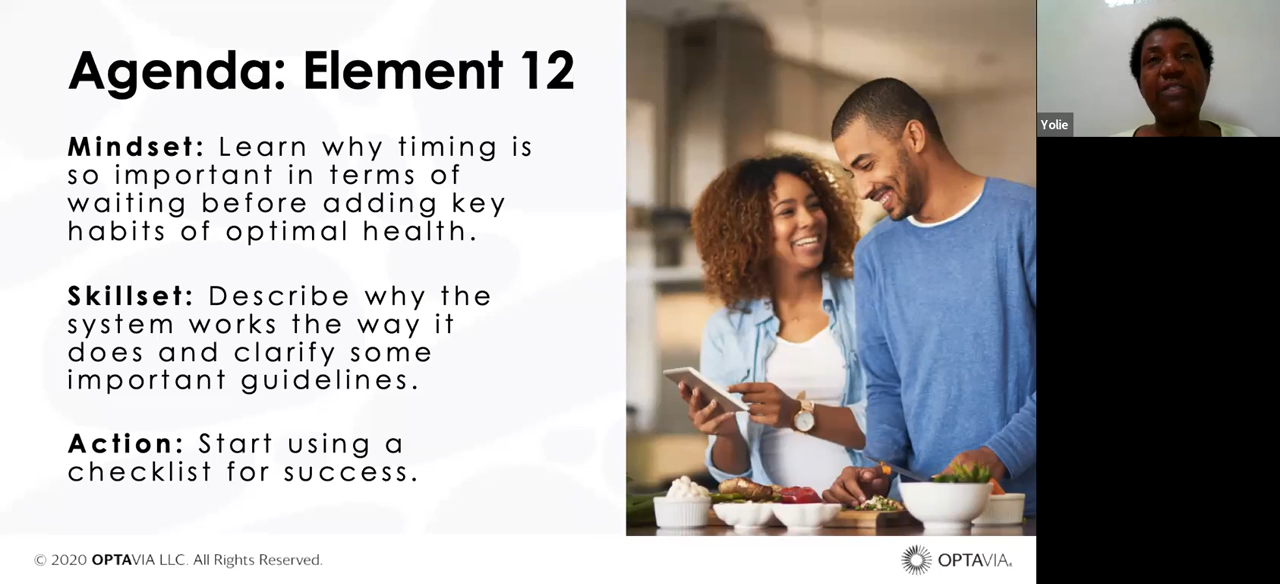 Agenda: Element 12
Mindset: Learn why timing is
so important in terms of
waiting before adding key
habits of optimal health.
Skillset: Describe why the
system works the way it
does and clarify some
important guidelines.
Action: Start using a
checklist for success.
© 2020 OPTAVIA LLC. All Rights Reserved.
OPTAVIA
Yolie